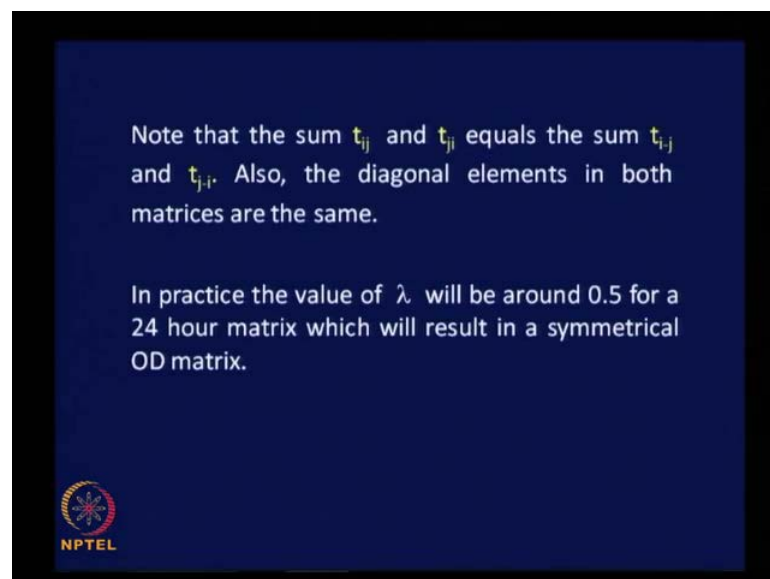 Note that the sum tij and tji equals the sum ti-j
and tj-i. Also, the diagonal elements in both
matrices are the same.
In practice the value of λ will be around 0.5 for a
24 hour matrix which will result in a symmetrical
OD matrix.
NPTEL